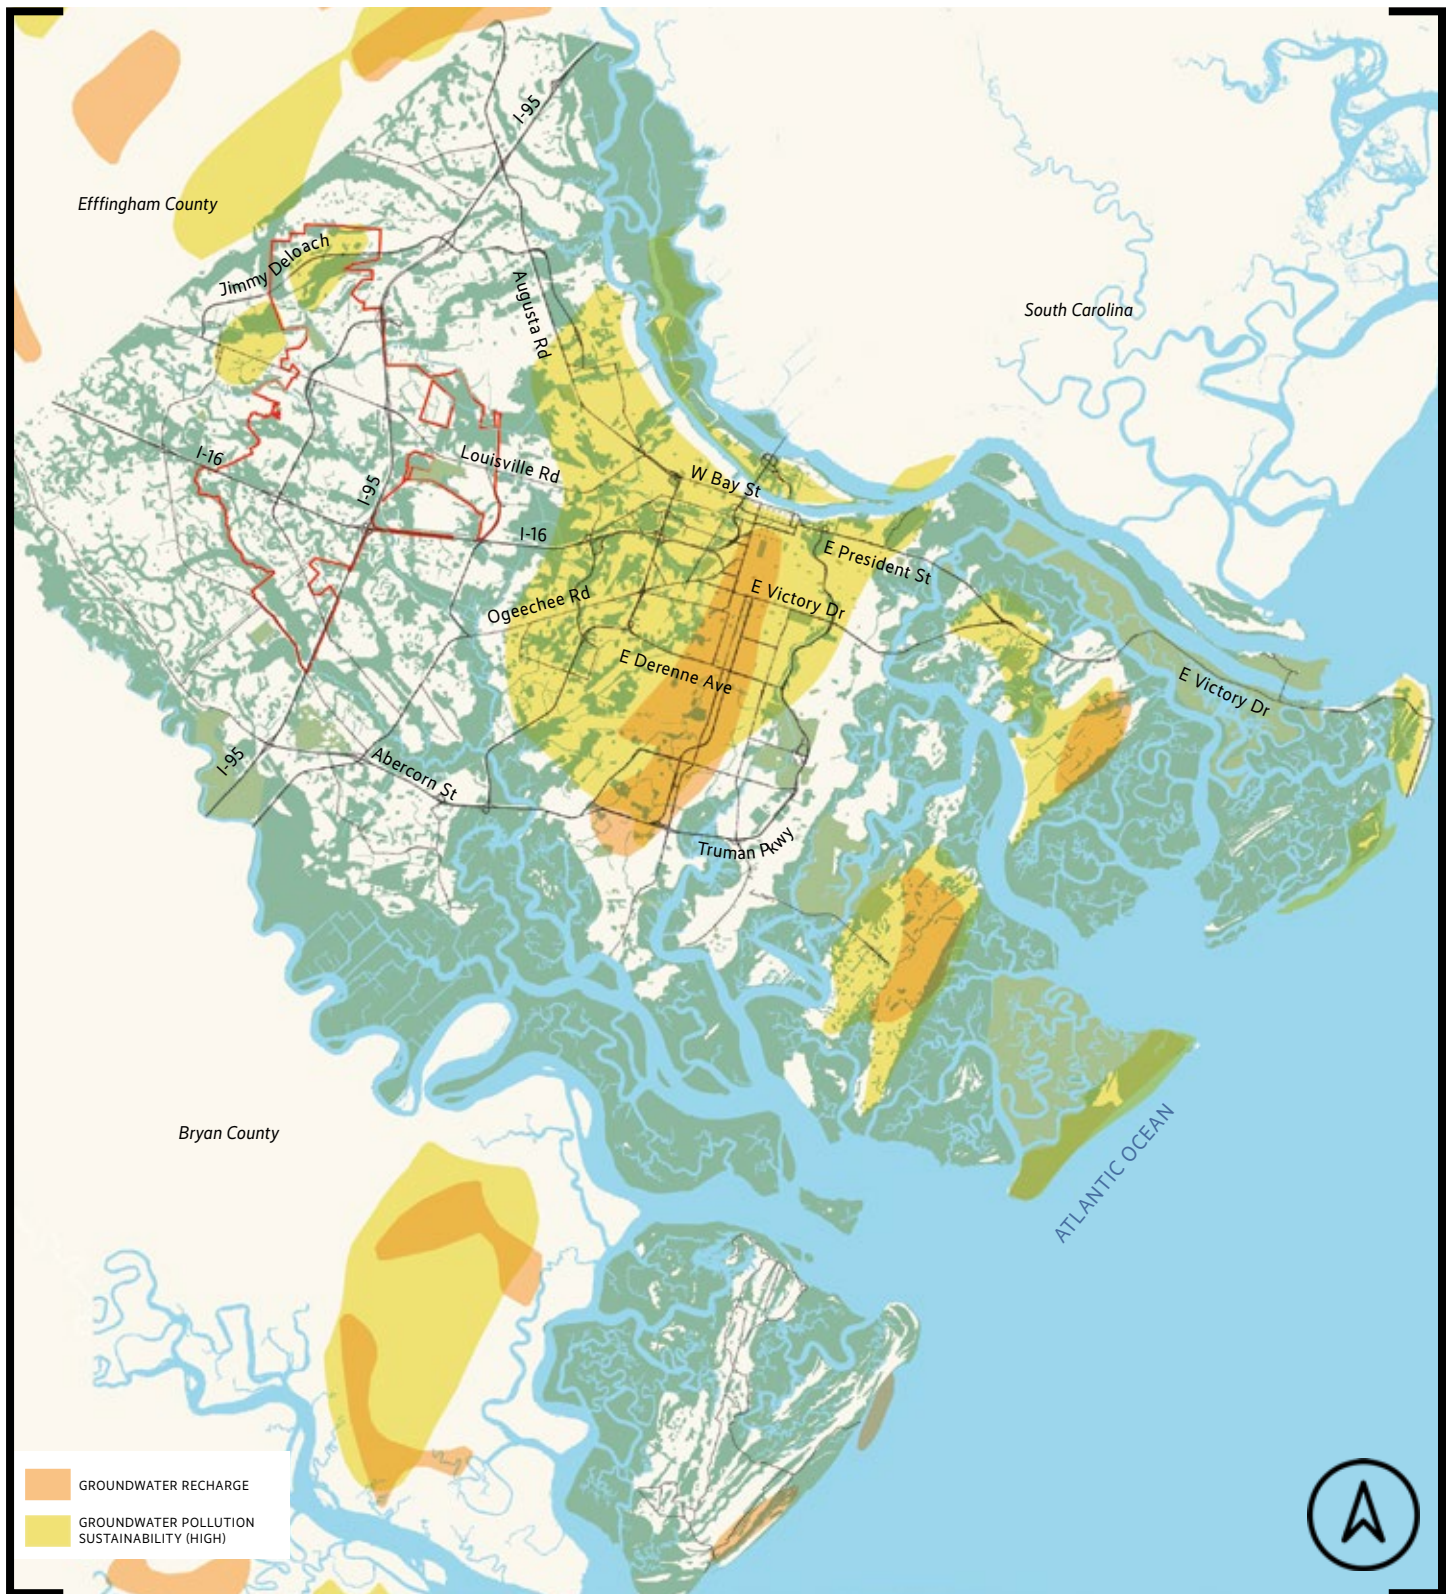 I-95
Efffingham County
Jimmy Deloach
Augusta Rd
South Carolina
I-16
I-95
Louisville Rd
W Bay St
I-16
E President St
Ogeechee Rd
E Victory Dr
E Derenne Ave
E Victory Dr
I-95
Abercorn St
Truman Pkwy
Bryan County
ATLANTIC OCEAN
GROUNDWATER RECHARGE
GROUNDWATER POLLUTION
SUSTAINABILITY (HIGH)